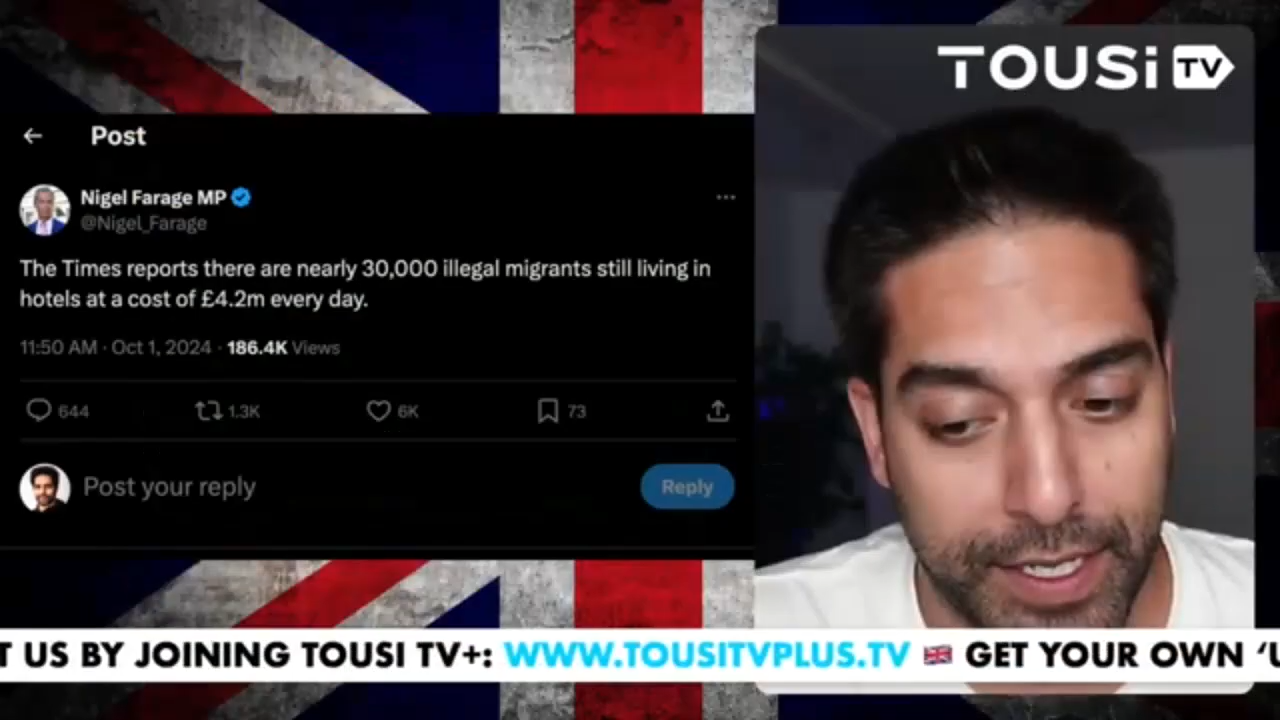 TOUSi TV
Post
Nigel Farage MP
@Nigel_Farage
The Times reports there are nearly 30,000 illegal migrants still living in
hotels at a cost of £4.2m every day.
11:50 AM · Oct 1, 2024 · 186.4K Views
644 1.3K 6K 73
Post your reply
Reply
T US BY JOINING TOUSI TV+: WWW.TOUSITVPLUS.TV 🇬🇧 GET YOUR OWN ‘U